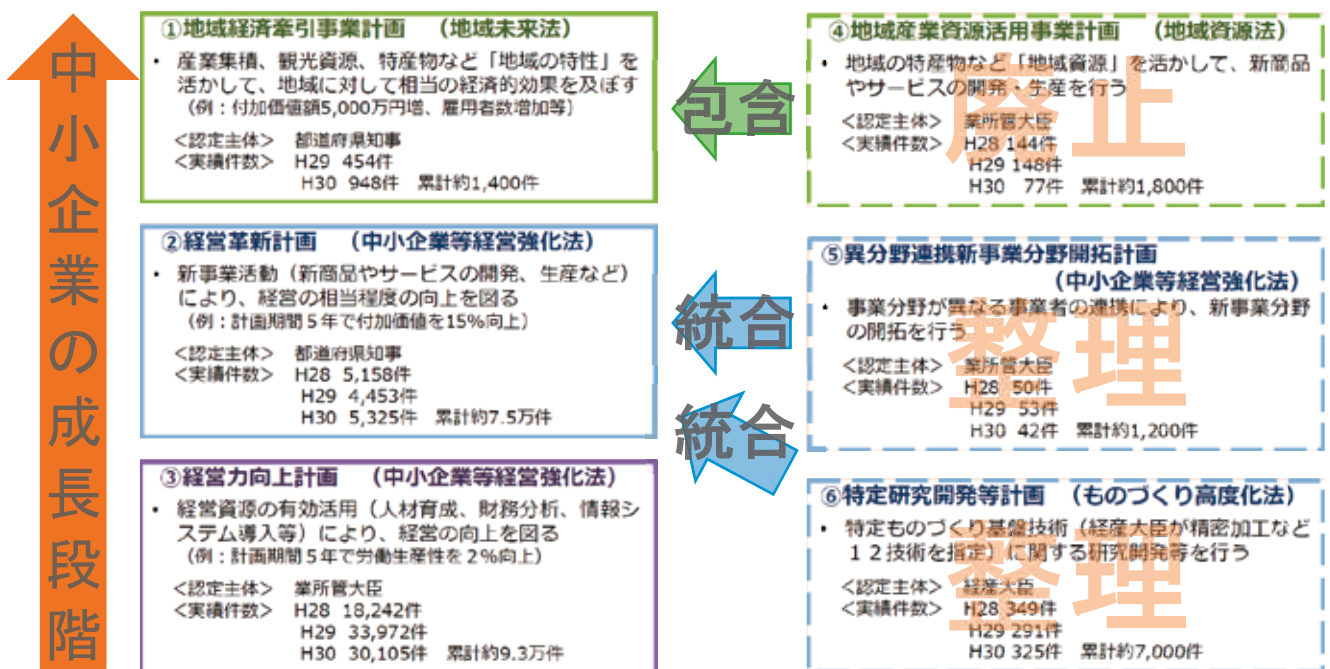 中小企業の成長段階
①地域経済牽引事業計画 (地域未来法)
・ 産業集積、観光資源、特産物など「地域の特性」を
活かして、地域に対して相当の経済的効果を及ぼす
(例:付加価値額5,000万円増、雇用者数増加等)
<認定主体> 都道府県知事
<実績件数> H29 454件
H30 948件 累計約1,400件
②経営革新計画 (中小企業等経営強化法)
・ 新事業活動(新商品やサービスの開発、生産など)
により、経営の相当程度の向上を図る
(例:計画期間5年で付加価値を15%向上)
<認定主体> 都道府県知事
<実績件数> H28 5,158件
H29 4,453件
H30 5,325件 累計約7.5万件
③経営力向上計画 (中小企業等経営強化法)
・ 経営資源の有効活用(人材育成、財務分析、情報シ
ステム導入等)により、経営の向上を図る
(例:計画期間5年で労働生産性を2%向上)
<認定主体> 業所管大臣
<実績件数> H28 18,242件
H29 33,972件
H30 30,105件 累計約9.3万件
包含
統合
統合
④地域産業資源活用事業計画 (地域資源法)
・ 地域の特産物など「地域資源」を活かして、新商品
やサービスの開発・生産を行う
<認定主体> 業所管大臣
<実績件数> H28 144件
H29 148件
H30 77件 累計約1,800件
廃止
⑤異分野連携新事業分野開拓計画
(中小企業等経営強化法)
・ 事業分野が異なる事業者の連携により、新事業分野
の開拓を行う
<認定主体> 業所管大臣
<実績件数> H28 50件
H29 53件
H30 42件 累計約1,200件
整理
⑥特定研究開発等計画 (ものづくり高度化法)
・ 特定ものづくり基盤技術(経産大臣が精密加工など
12技術を指定)に関する研究開発等を行う
<認定主体> 経産大臣
<実績件数> H28 349件
H29 291件
H30 325件 累計約7,000件
整理